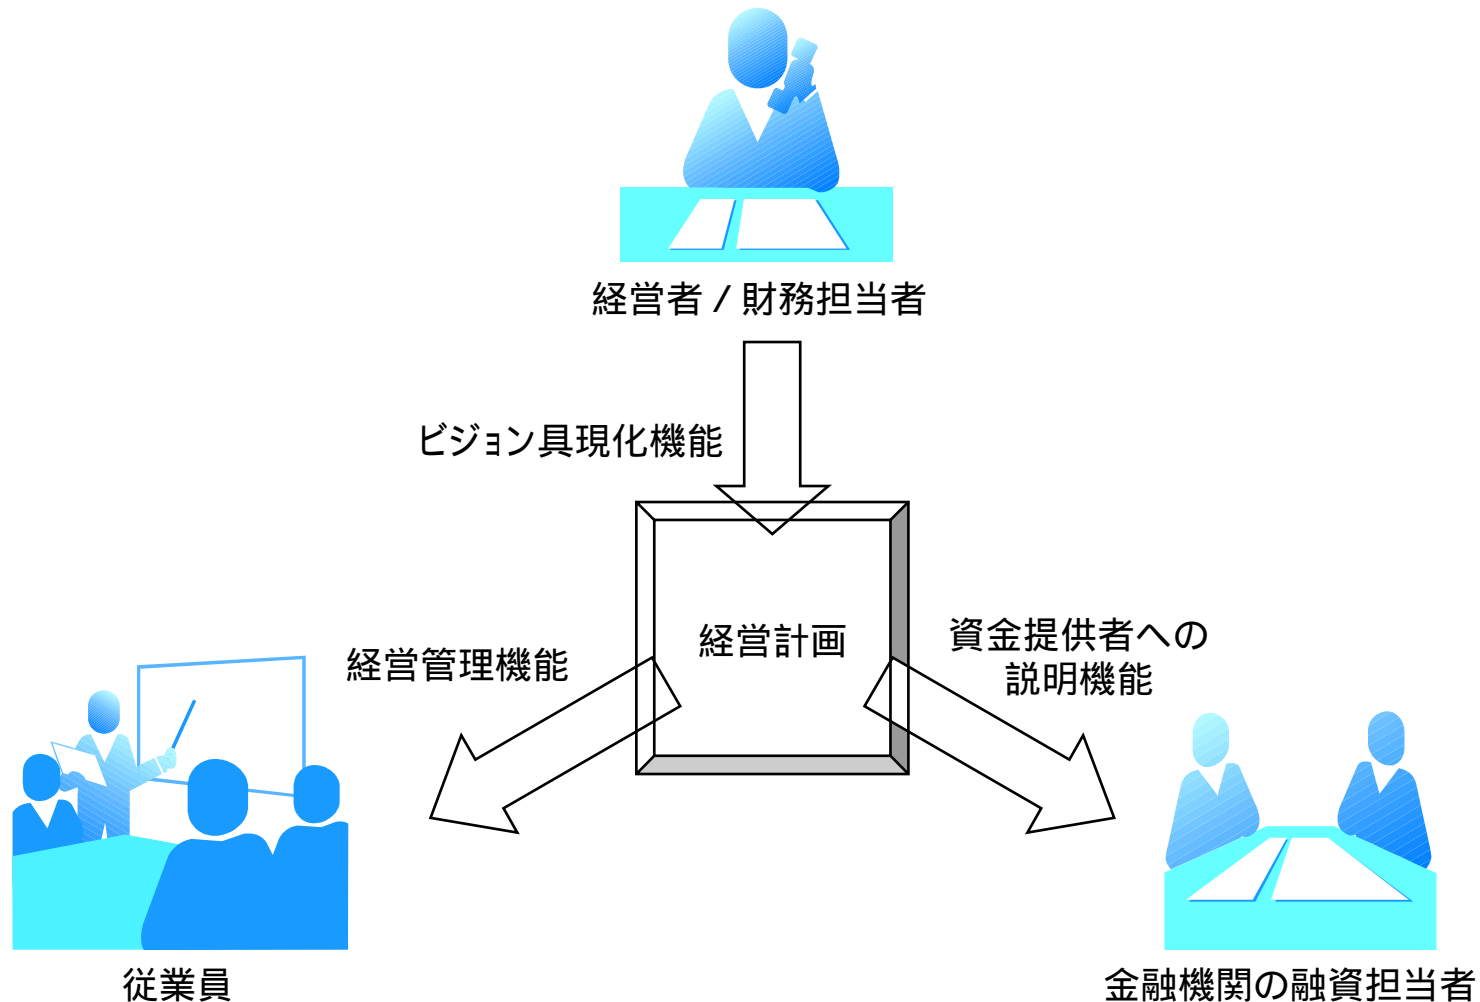 経営者 / 財務担当者
ビジョン具現化機能
経営計画
資金提供者への
説明機能
経営管理機能
従業員
金融機関の融資担当者